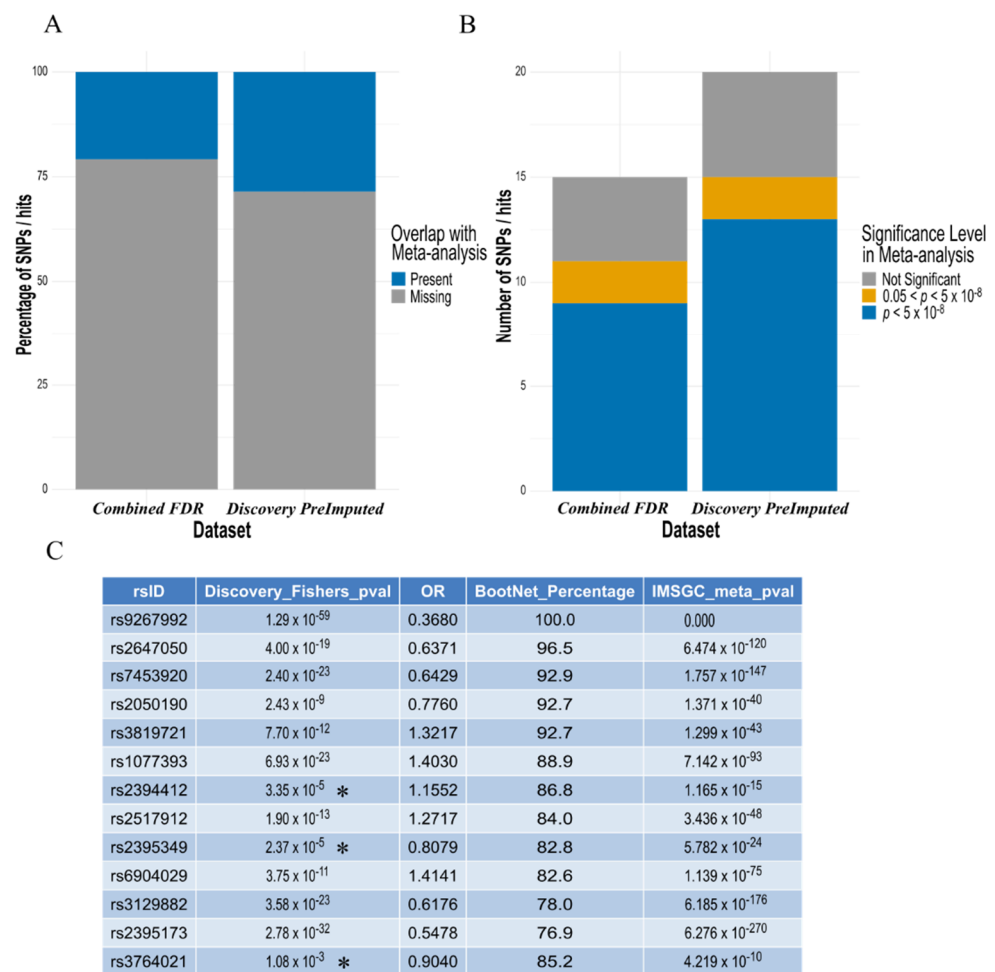 A
B
100
75
50
25
0
Percentage of SNPs / hits
Combined FDR Discovery PreImputed
Dataset
Overlap with
Meta-analysis
Present
Missing
20
15
10
5
0
Number of SNPs / hits
Combined FDR Discovery PreImputed
Dataset
Significance Level
in Meta-analysis
Not Significant
0.05 < p < 5 x 10⁻⁸
p < 5 x 10⁻⁸
C
rsID Discovery_Fishers_pval OR BootNet_Percentage IMSGC_meta_pval
rs9267992 1.29 x 10⁻⁵⁹ 0.3680 100.0 0.000
rs2647050 4.00 x 10⁻¹⁹ 0.6371 96.5 6.474 x 10⁻¹²⁰
rs7453920 2.40 x 10⁻²³ 0.6429 92.9 1.757 x 10⁻¹⁴⁷
rs2050190 2.43 x 10⁻⁹ 0.7760 92.7 1.371 x 10⁻⁴⁰
rs3819721 7.70 x 10⁻¹² 1.3217 92.7 1.299 x 10⁻⁴³
rs1077393 6.93 x 10⁻²³ 1.4030 88.9 7.142 x 10⁻⁹³
rs2394412 3.35 x 10⁻⁵ * 1.1552 86.8 1.165 x 10⁻¹⁵
rs2517912 1.90 x 10⁻¹³ 1.2717 84.0 3.436 x 10⁻⁴⁸
rs2395349 2.37 x 10⁻⁵ * 0.8079 82.8 5.782 x 10⁻²⁴
rs6904029 3.75 x 10⁻¹¹ 1.4141 82.6 1.139 x 10⁻⁷⁵
rs3129882 3.58 x 10⁻²³ 0.6176 78.0 6.185 x 10⁻¹⁷⁶
rs2395173 2.78 x 10⁻³² 0.5478 76.9 6.276 x 10⁻²⁷⁰
rs3764021 1.08 x 10⁻³ * 0.9040 85.2 4.219 x 10⁻¹⁰